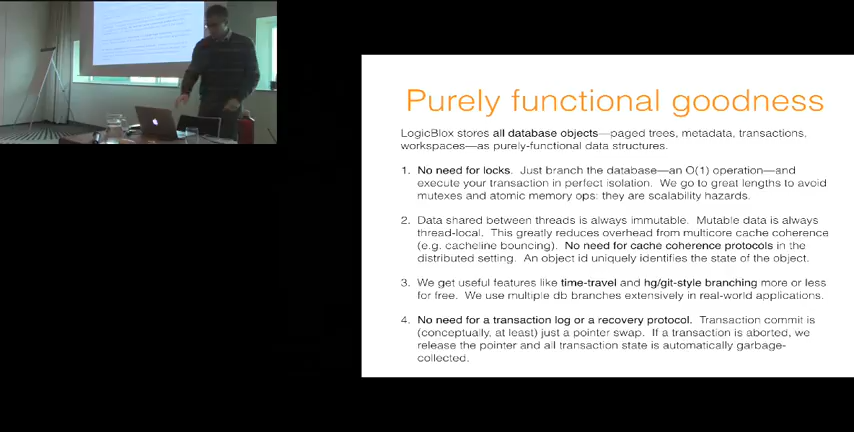 Purely functional goodness
LogicBlox stores all database objects—paged trees, metadata, transactions,
workspaces—as purely-functional data structures.
1. No need for locks. Just branch the database—an O(1) operation—and
execute your transaction in perfect isolation. We go to great lengths to avoid
mutexes and atomic memory ops: they are scalability hazards.
2. Data shared between threads is always immutable. Mutable data is always
thread-local. This greatly reduces overhead from multicore cache coherence
(e.g. cacheline bouncing). No need for cache coherence protocols in the
distributed setting. An object id uniquely identifies the state of the object.
3. We get useful features like time-travel and hg/git-style branching more or less
for free. We use multiple db branches extensively in real-world applications.
4. No need for a transaction log or a recovery protocol. Transaction commit is
(conceptually, at least) just a pointer swap. If a transaction is aborted, we
release the pointer and all transaction state is automatically garbage-
collected.